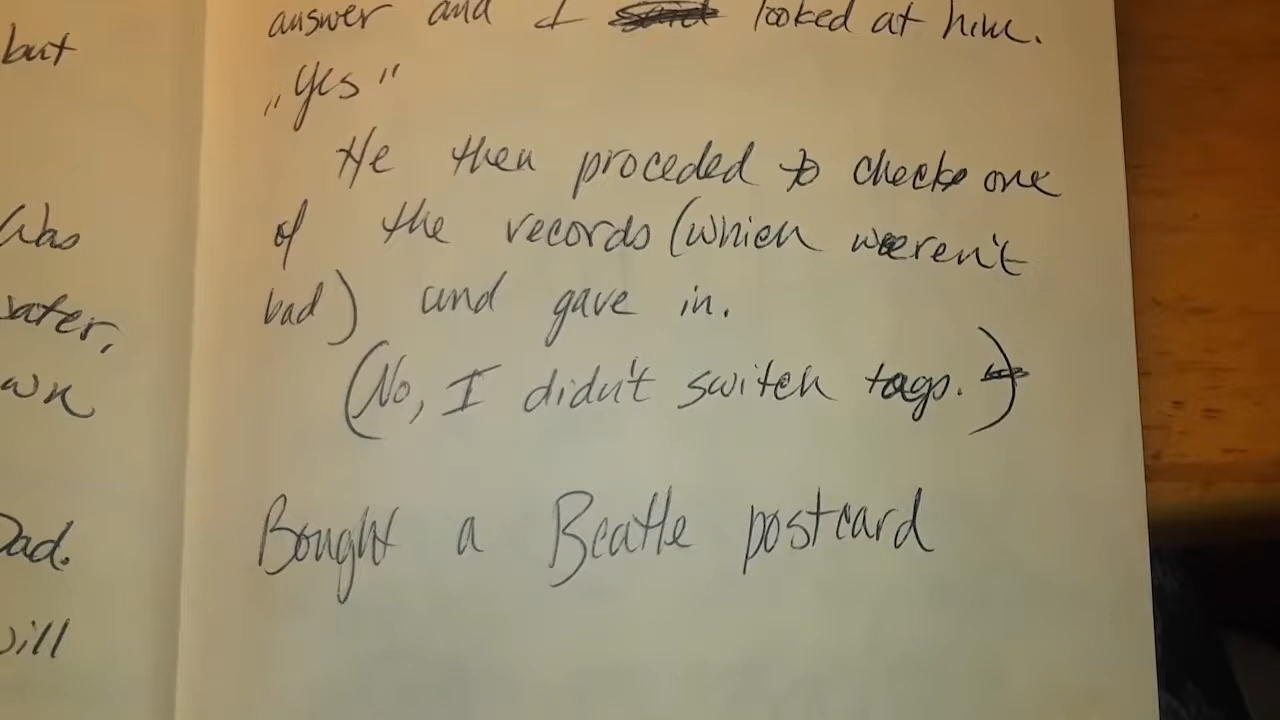 but
Was
ater,
wn
Dad.
will
answer and I looked at him.
„Yes"
He then proceded to check one
of the records (which weren't
bad) and gave in.
(No, I didn't switch tags.)
Bought a Beatle postcard